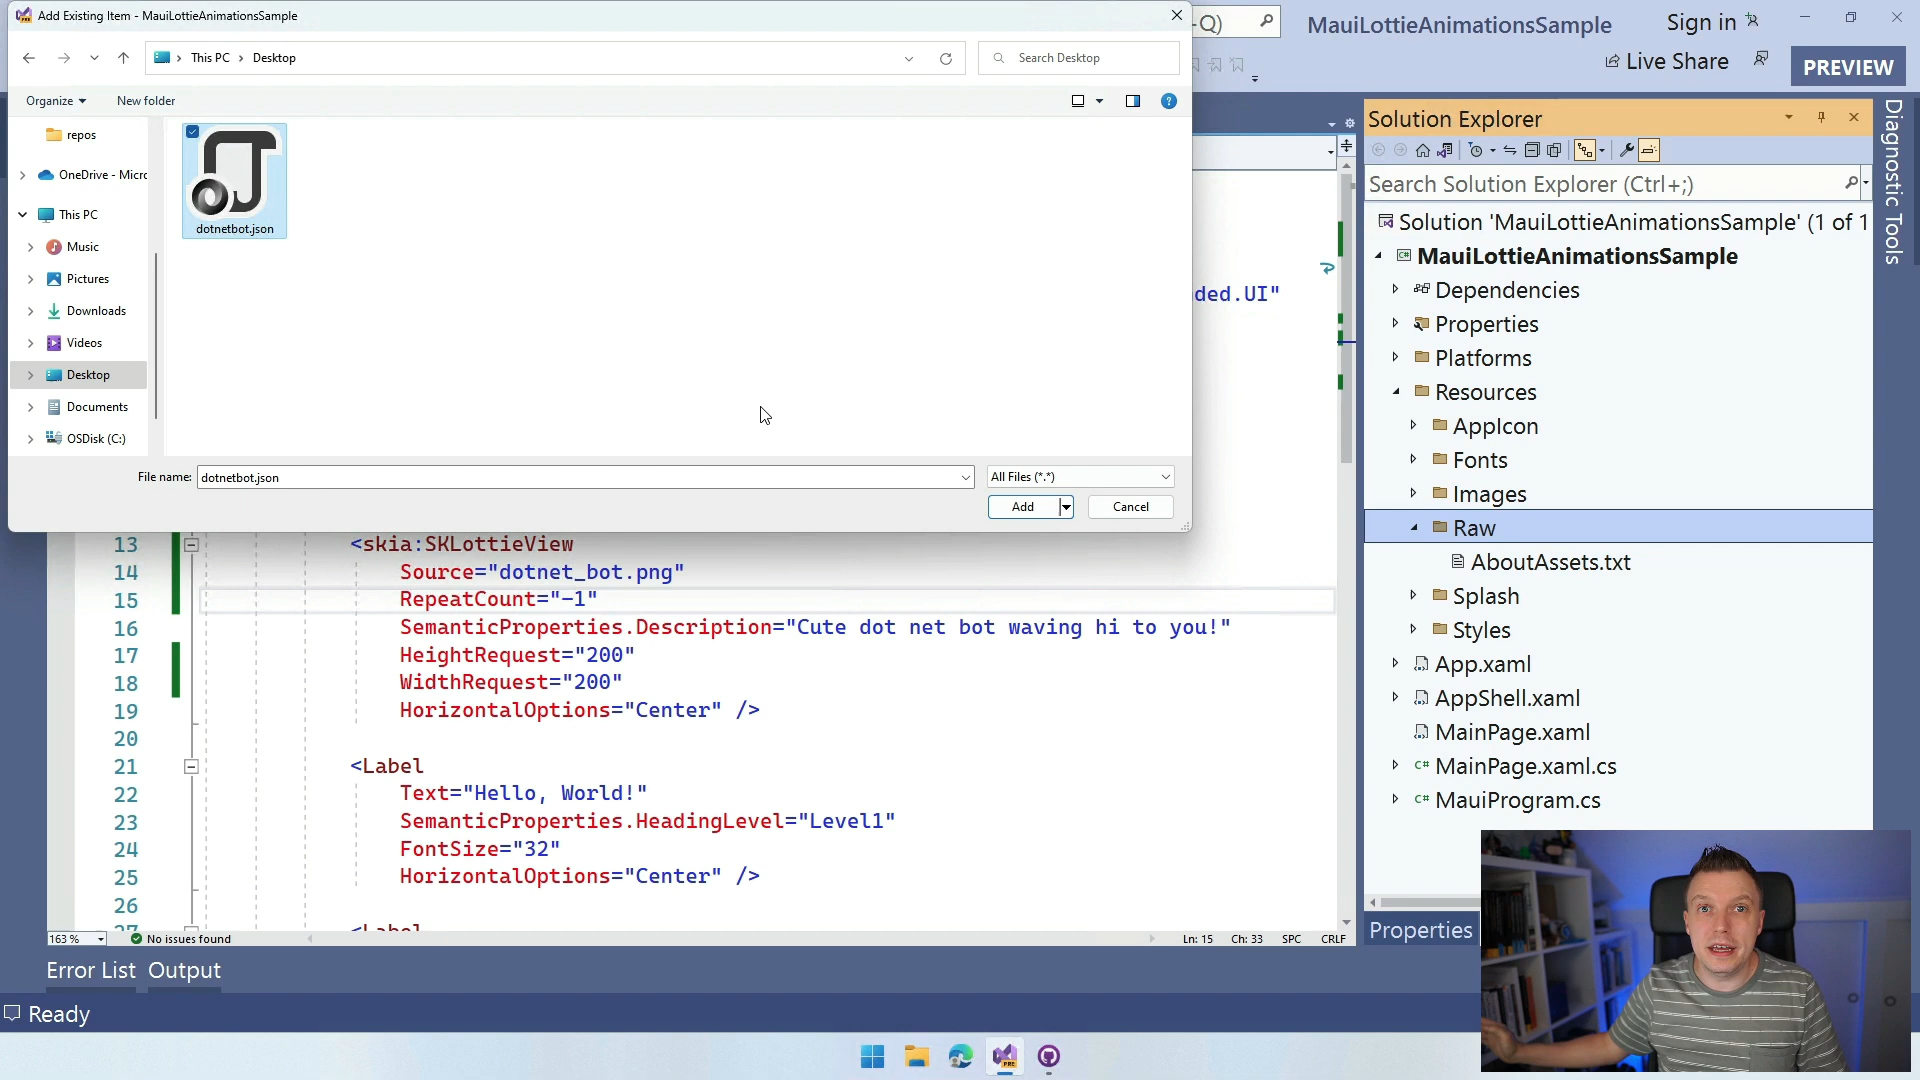 Add Existing Item - MauiLottieAnimationsSample
This PC
Desktop
Search Desktop
Organize
New folder
repos
OneDrive - Micrc
This PC
Music
Pictures
Downloads
Videos
Desktop
Documents
OSDisk (C:)
dotnetbot.json
File name:
dotnetbot.json
All Files (*.*)
Add
Cancel
-Q)
MauiLottieAnimationsSample
Sign in
Live Share
PREVIEW
ded.UI"
13 <skia:SKLottieView
14 Source="dotnet_bot.png"
15 RepeatCount="-1"
16 SemanticProperties.Description="Cute dot net bot waving hi to you!"
17 HeightRequest="200"
18 WidthRequest="200"
19 HorizontalOptions="Center" />
20
21 <Label
22 Text="Hello, World!"
23 SemanticProperties.HeadingLevel="Level1"
24 FontSize="32"
25 HorizontalOptions="Center" />
26
27 <Label
163 %
No issues found
Ln: 15
Ch: 33
SPC
CRLF
Error List
Output
Ready
Solution Explorer
Search Solution Explorer (Ctrl+;)
Solution 'MauiLottieAnimationsSample' (1 of 1
MauiLottieAnimationsSample
Dependencies
Properties
Platforms
Resources
AppIcon
Fonts
Images
Raw
AboutAssets.txt
Splash
Styles
App.xaml
AppShell.xaml
MainPage.xaml
C# MainPage.xaml.cs
C# MauiProgram.cs
Properties
Diagnostic Tools
PRE